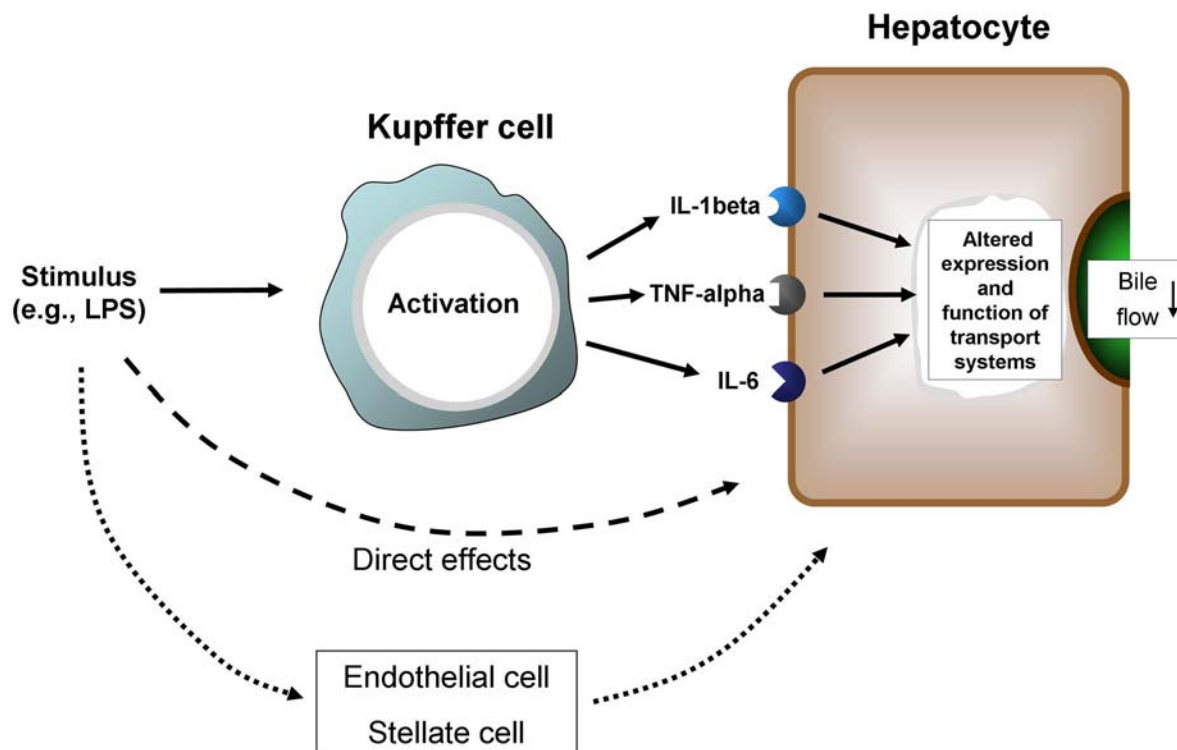 Hepatocyte
Kupffer cell
Stimulus
(e.g., LPS)
Activation
IL-1beta
TNF-alpha
IL-6
Altered
expression
and
function of
transport
systems
Bile
flow ↓
Direct effects
Endothelial cell
Stellate cell